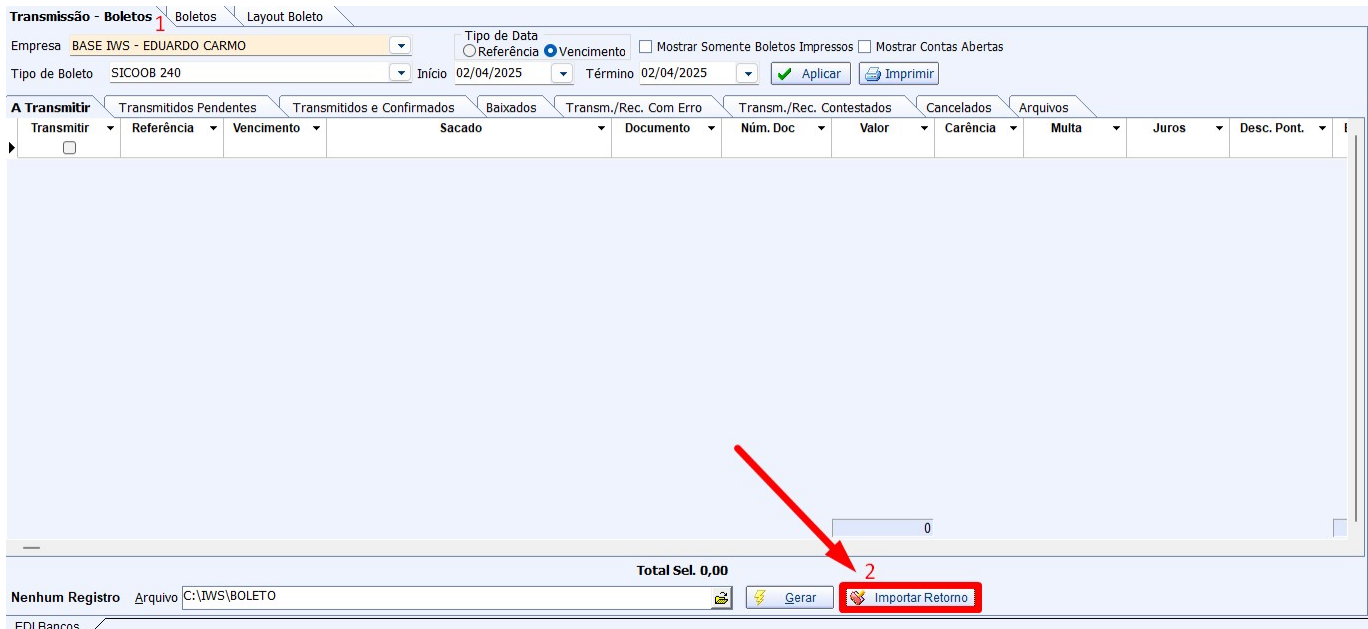 Transmissão - Boletos 1 Boletos Layout Boleto
Empresa BASE IWS - EDUARDO CARMO Tipo de Data Referência Vencimento Mostrar Somente Boletos Impressos Mostrar Contas Abertas
Tipo de Boleto SICOOB 240 Início 02/04/2025 Término 02/04/2025 Aplicar Imprimir
A Transmitir Transmitidos Pendentes Transmitidos e Confirmados Baixados Transm./Rec. Com Erro Transm./Rec. Contestados Cancelados Arquivos
Transmitir Referência Vencimento Sacado Documento Núm. Doc Valor Carência Multa Juros Desc. Pont.
0
Total Sel. 0,00
2
Nenhum Registro Arquivo C:\IWS\BOLETO Gerar Importar Retorno
EDI Bancos